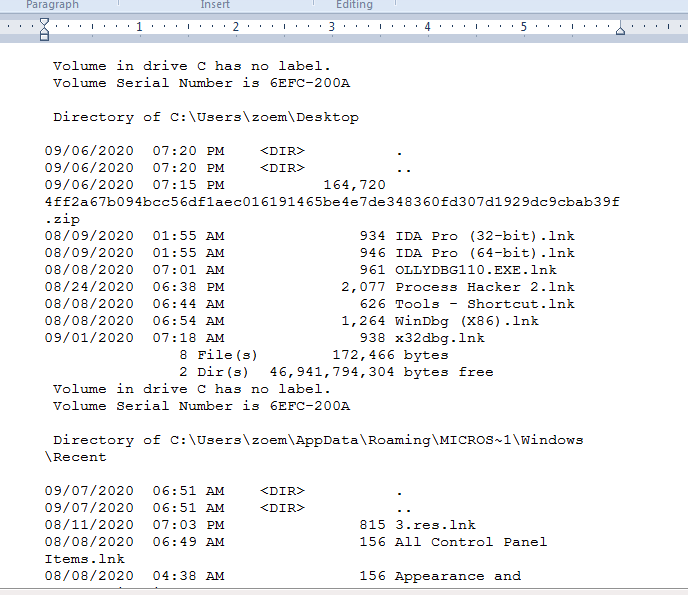 Paragraph Insert Editing
1 2 3 4 5
Volume in drive C has no label.
Volume Serial Number is 6EFC-200A
Directory of C:\Users\zoem\Desktop
09/06/2020 07:20 PM <DIR> .
09/06/2020 07:20 PM <DIR> ..
09/06/2020 07:15 PM 164,720
4ff2a67b094bcc56df1aec016191465be4e7de348360fd307d1929dc9cbab39f
.zip
08/09/2020 01:55 AM 934 IDA Pro (32-bit).lnk
08/09/2020 01:55 AM 946 IDA Pro (64-bit).lnk
08/08/2020 07:01 AM 961 OLLYDBG110.EXE.lnk
08/24/2020 06:38 PM 2,077 Process Hacker 2.lnk
08/08/2020 06:44 AM 626 Tools - Shortcut.lnk
08/08/2020 06:54 AM 1,264 WinDbg (X86).lnk
09/01/2020 07:18 AM 938 x32dbg.lnk
8 File(s) 172,466 bytes
2 Dir(s) 46,941,794,304 bytes free
Volume in drive C has no label.
Volume Serial Number is 6EFC-200A
Directory of C:\Users\zoem\AppData\Roaming\MICROS~1\Windows
\Recent
09/07/2020 06:51 AM <DIR> .
09/07/2020 06:51 AM <DIR> ..
08/11/2020 07:03 PM 815 3.res.lnk
08/08/2020 06:49 AM 156 All Control Panel
Items.lnk
08/08/2020 04:38 AM 156 Appearance and